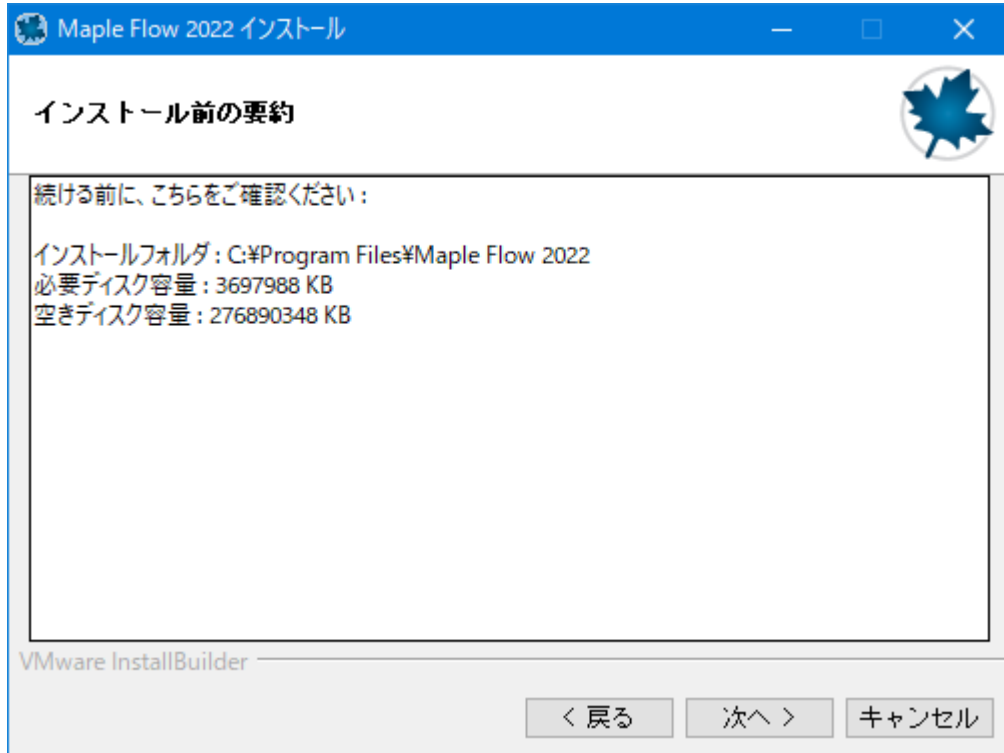 Maple Flow 2022 インストール
インストール前の要約
続ける前に、こちらをご確認ください :
インストールフォルダ : C:¥Program Files¥Maple Flow 2022
必要ディスク容量 : 3697988 KB
空きディスク容量 : 276890348 KB
VMware InstallBuilder
< 戻る
次へ >
キャンセル